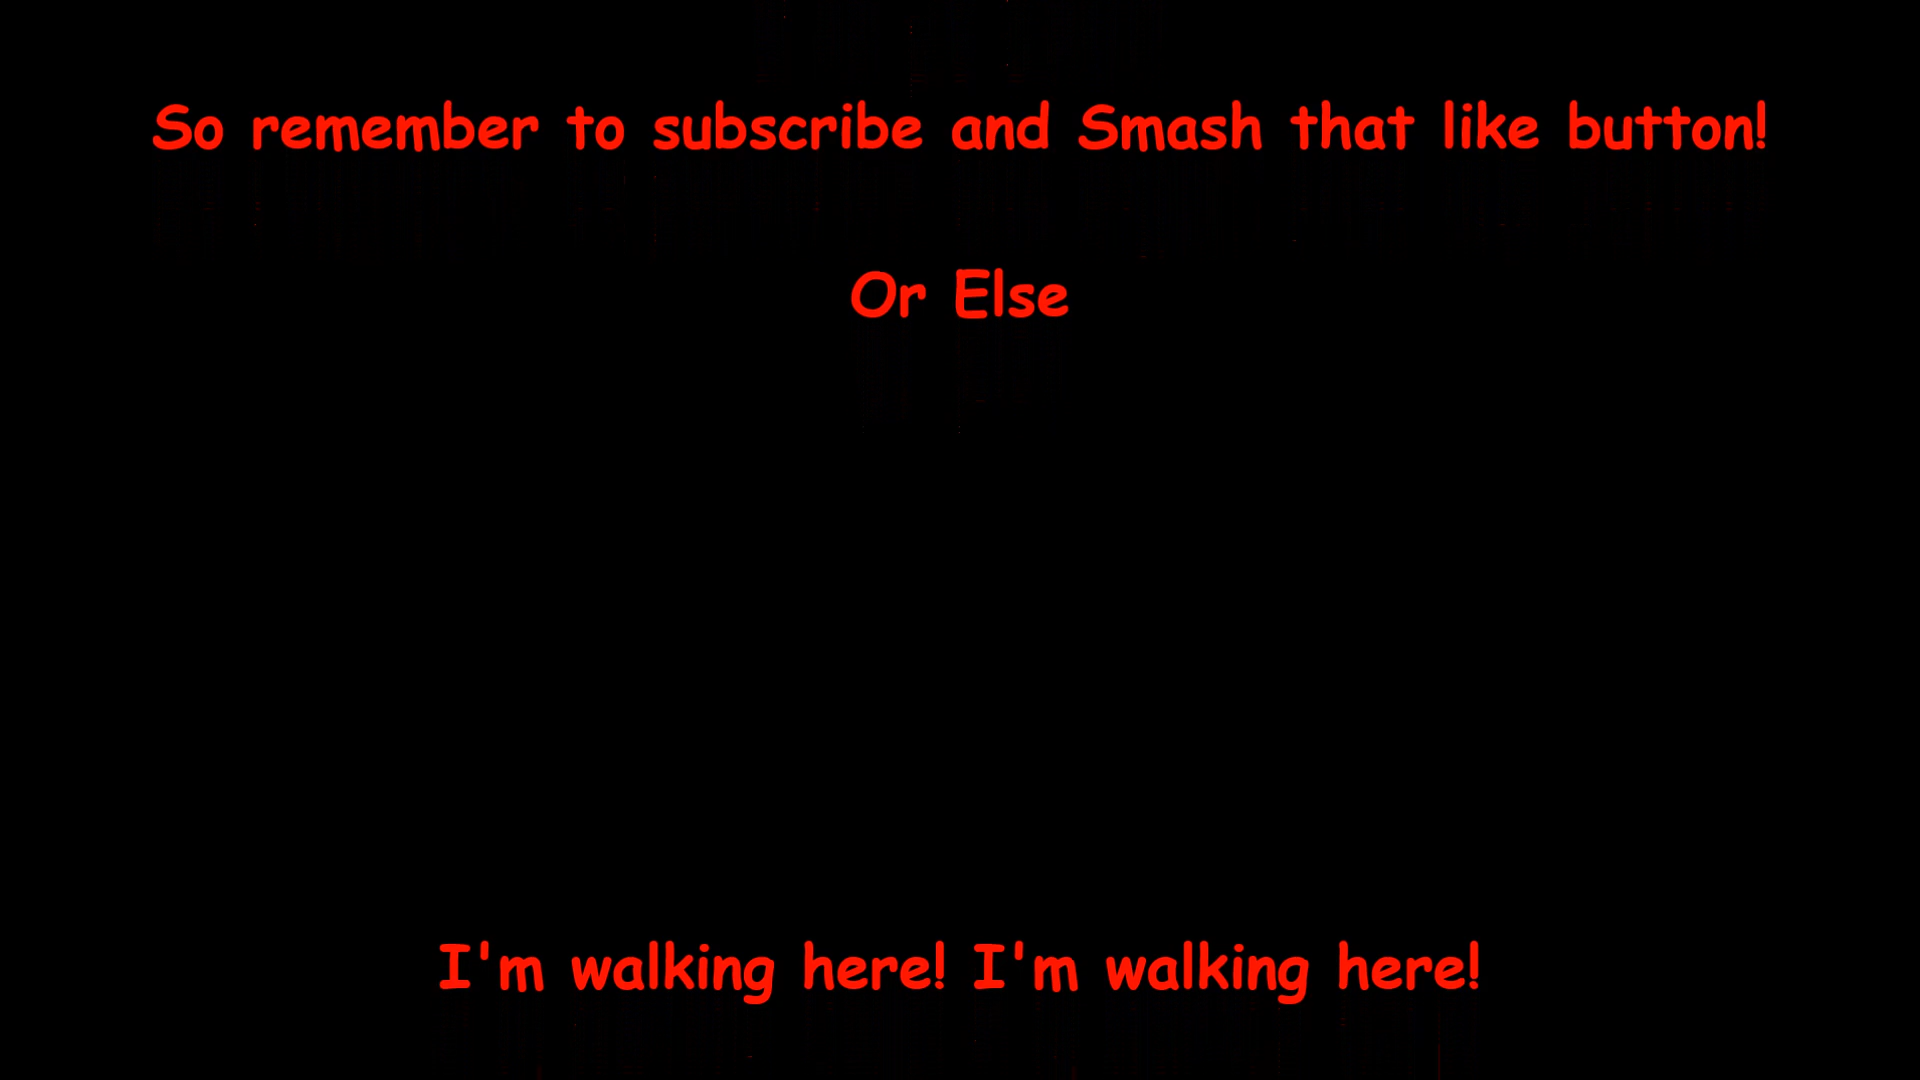 So remember to subscribe and Smash that like button!
Or Else
I'm walking here! I'm walking here!